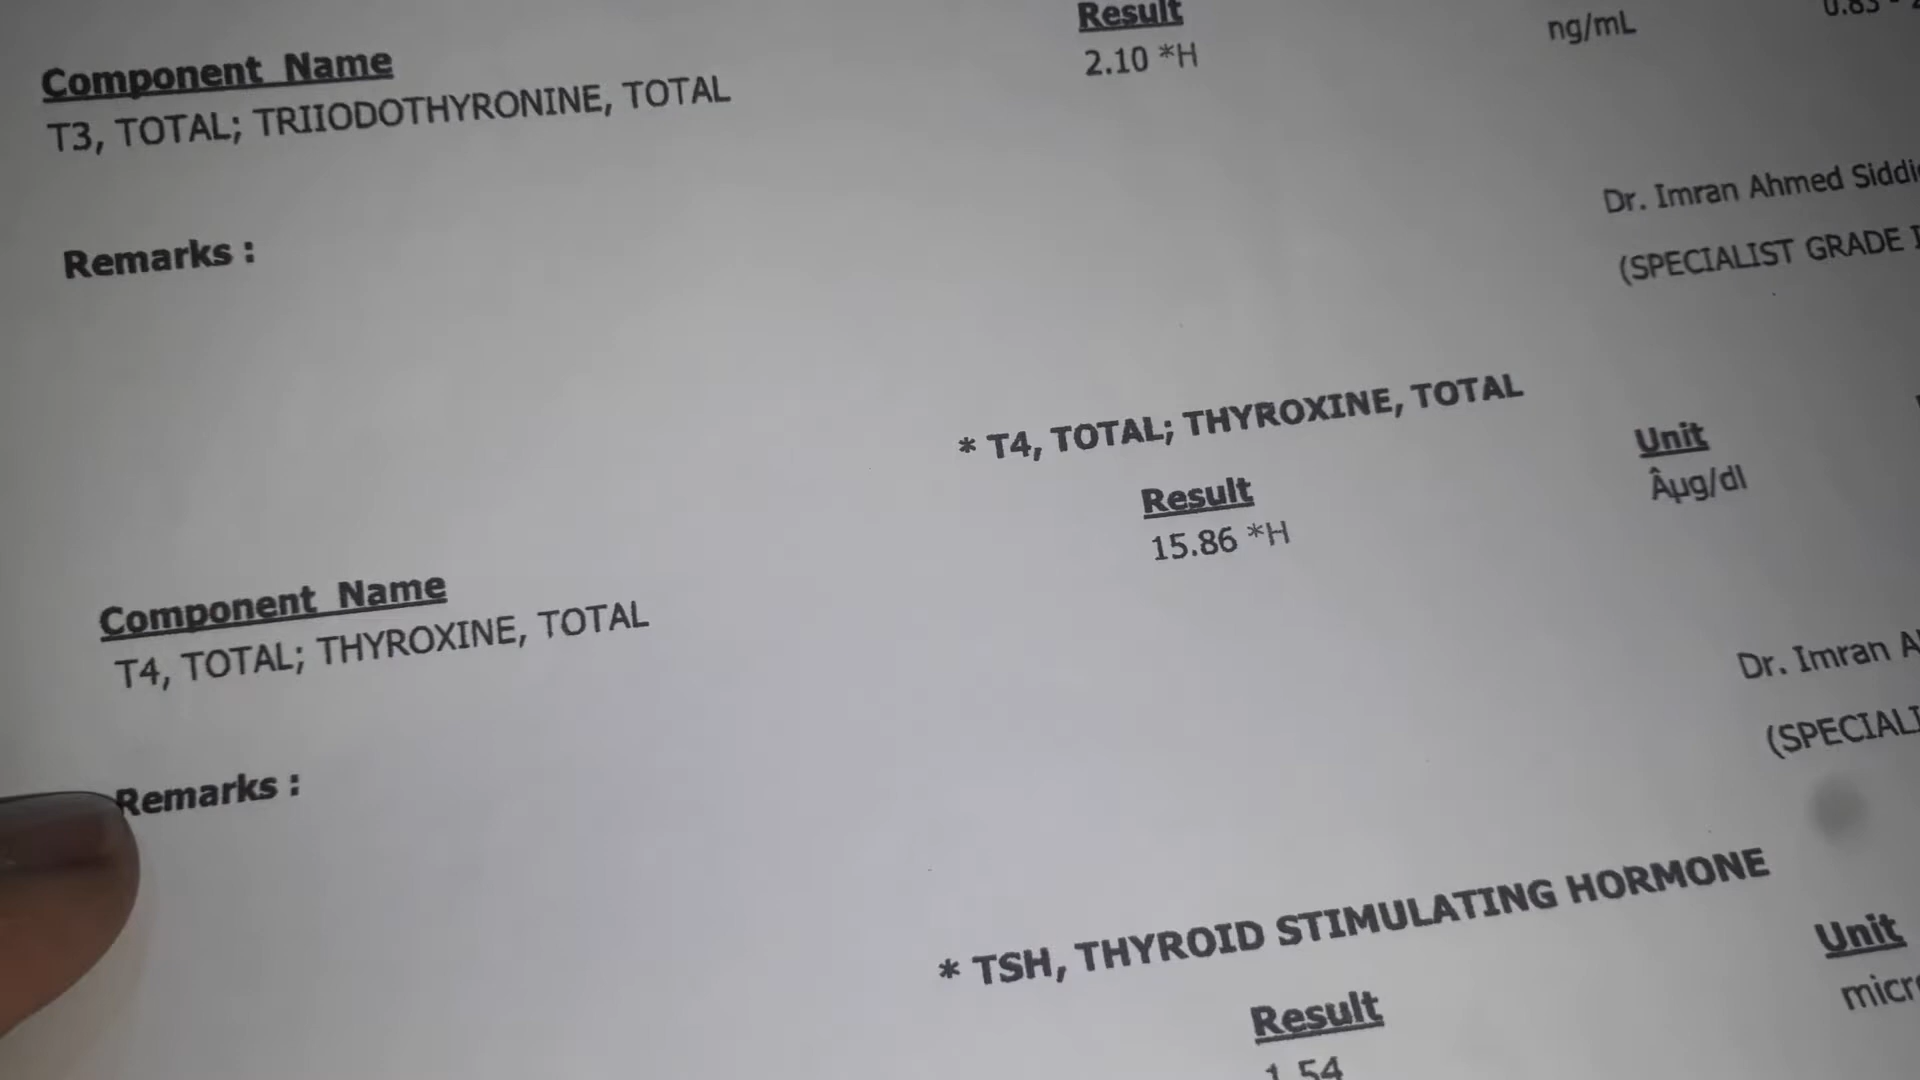 Result
Component Name
2.10 *H
ng/mL
T3, TOTAL; TRIIODOTHYRONINE, TOTAL
Dr. Imran Ahmed
Remarks :
(SPECIALIST GRADE
* T4, TOTAL; THYROXINE, TOTAL
Result
Unit
15.86 *H
Âµg/dl
Component Name
T4, TOTAL; THYROXINE, TOTAL
Dr. Imran
Remarks :
* TSH, THYROID STIMULATING HORMONE
Result
Unit
1.54